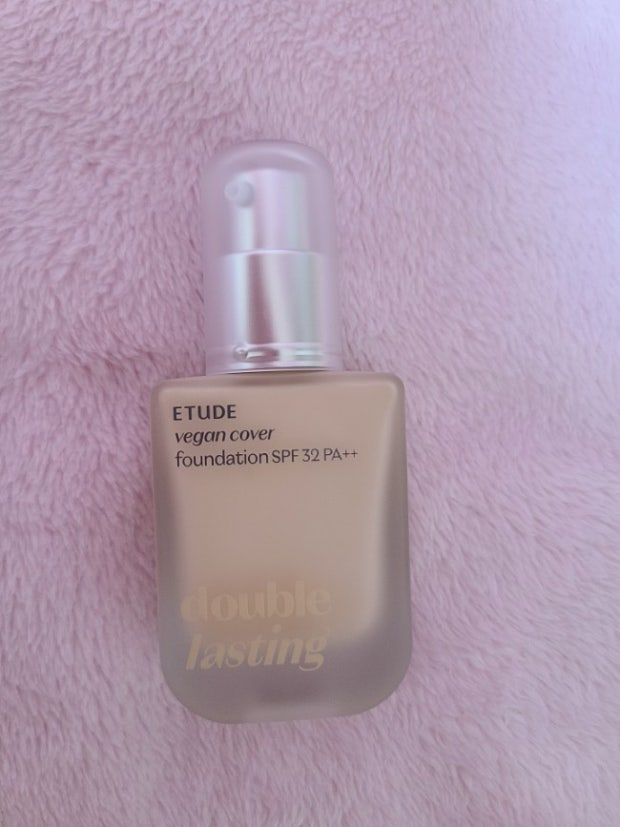 ETUDE
vegan cover
foundation SPF 32 PA++
double
lasting